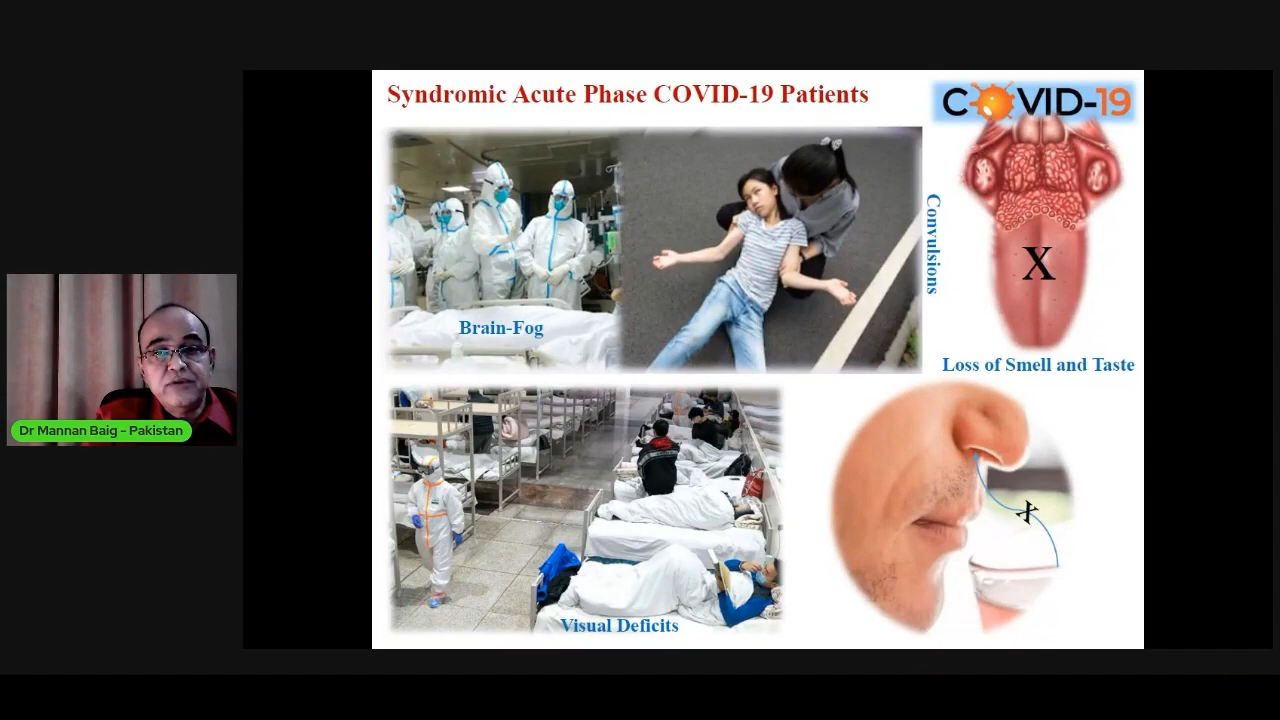 Syndromic Acute Phase COVID-19 Patients
COVID-19
Brain-Fog
Convulsions
X
Loss of Smell and Taste
Dr Mannan Baig - Pakistan
X
Visual Deficits